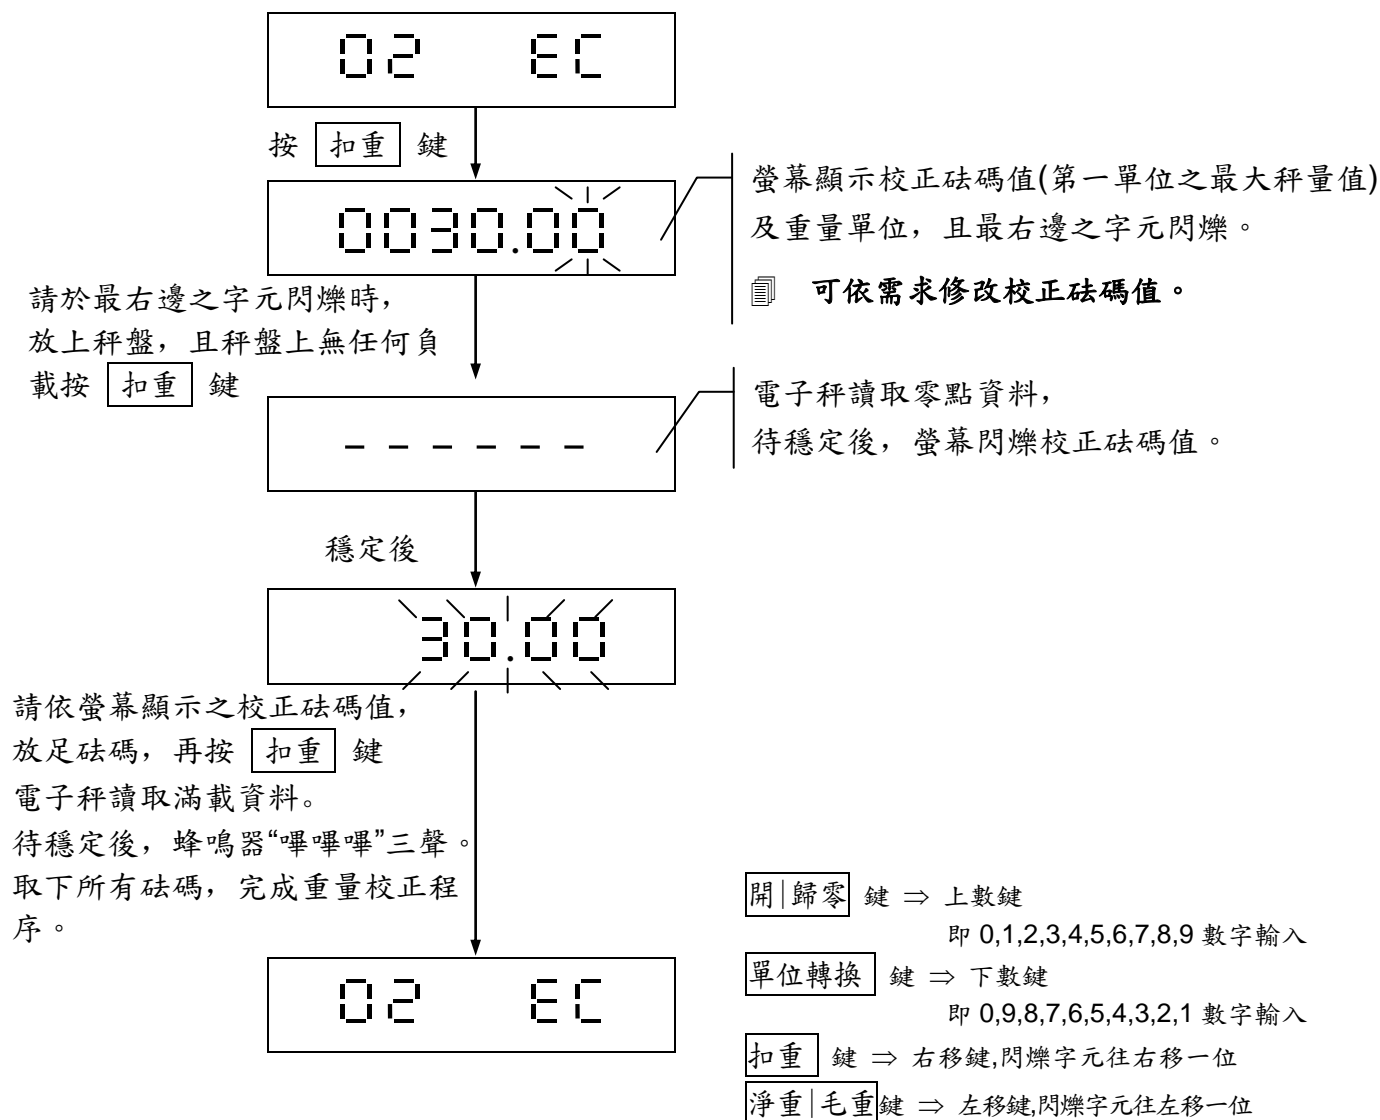 02 EC
按 扣重 鍵
0030.00
螢幕顯示校正砝碼值(第一單位之最大秤量值)
及重量單位，且最右邊之字元閃爍。
可依需求修改校正砝碼值。
請於最右邊之字元閃爍時，
放上秤盤，且秤盤上無任何負
載按 扣重 鍵
- - - - - -
電子秤讀取零點資料，
待穩定後，螢幕閃爍校正砝碼值。
穩定後
30.00
請依螢幕顯示之校正砝碼值，
放足砝碼，再按 扣重 鍵
電子秤讀取滿載資料。
待穩定後，蜂鳴器“嗶嗶嗶”三聲。
取下所有砝碼，完成重量校正程
序。
02 EC
開|歸零 鍵 ⇒ 上數鍵
即 0,1,2,3,4,5,6,7,8,9 數字輸入
單位轉換 鍵 ⇒ 下數鍵
即 0,9,8,7,6,5,4,3,2,1 數字輸入
扣重 鍵 ⇒ 右移鍵,閃爍字元往右移一位
淨重|毛重鍵 ⇒ 左移鍵,閃爍字元往左移一位